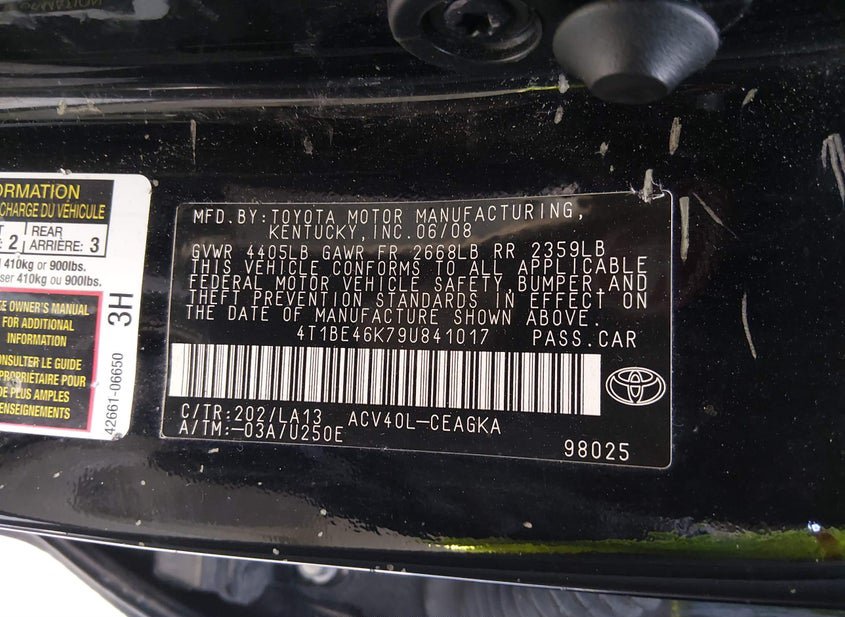 ORMATION
CHARGE DU VÉHICULE
2
REAR
ARRIÈRE: 3
410kg or 900lbs.
ser 410kg ou 900lbs.
OWNER'S MANUAL
FOR ADDITIONAL
INFORMATION
ONSULTER LE GUIDE
PROPRIÉTAIRE POUR
DE PLUS AMPLES
ENSEIGNEMENTS
3H
42661-06650
MFD.BY:TOYOTA MOTOR MANUFACTURING,
KENTUCKY,INC.06/08
GVWR 4405LB GAWR FR 2668LB RR 2359LB
THIS VEHICLE CONFORMS TO ALL APPLICABLE
FEDERAL MOTOR VEHICLE SAFETY,BUMPER,AND
THEFT PREVENTION STANDARDS IN EFFECT ON
THE DATE OF MANUFACTURE SHOWN ABOVE.
4T1BE46K79U841017 PASS.CAR
C/TR:202/LA13 ACV40L-CEAGKA
A/TM:-03A/U250E
98025